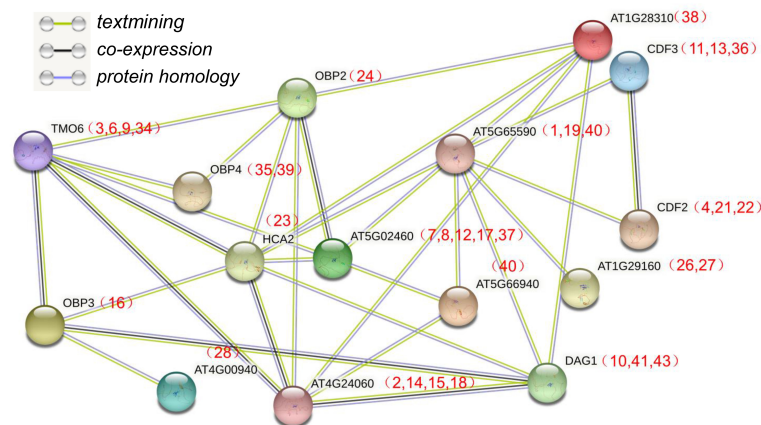 textmining
co-expression
protein homology
AT1G28310（38）
CDF3（11,13,36）
OBP2（24）
TMO6（3,6,9,34）
AT5G65590（1,19,40）
OBP4（35,39）
（23）
HCA2
AT5G02460（7,8,12,17,37）
CDF2（4,21,22）
（40）
AT5G66940
AT1G29160（26,27）
OBP3（16）
（28）
AT4G00940
AT4G24060（2,14,15,18）
DAG1（10,41,43）